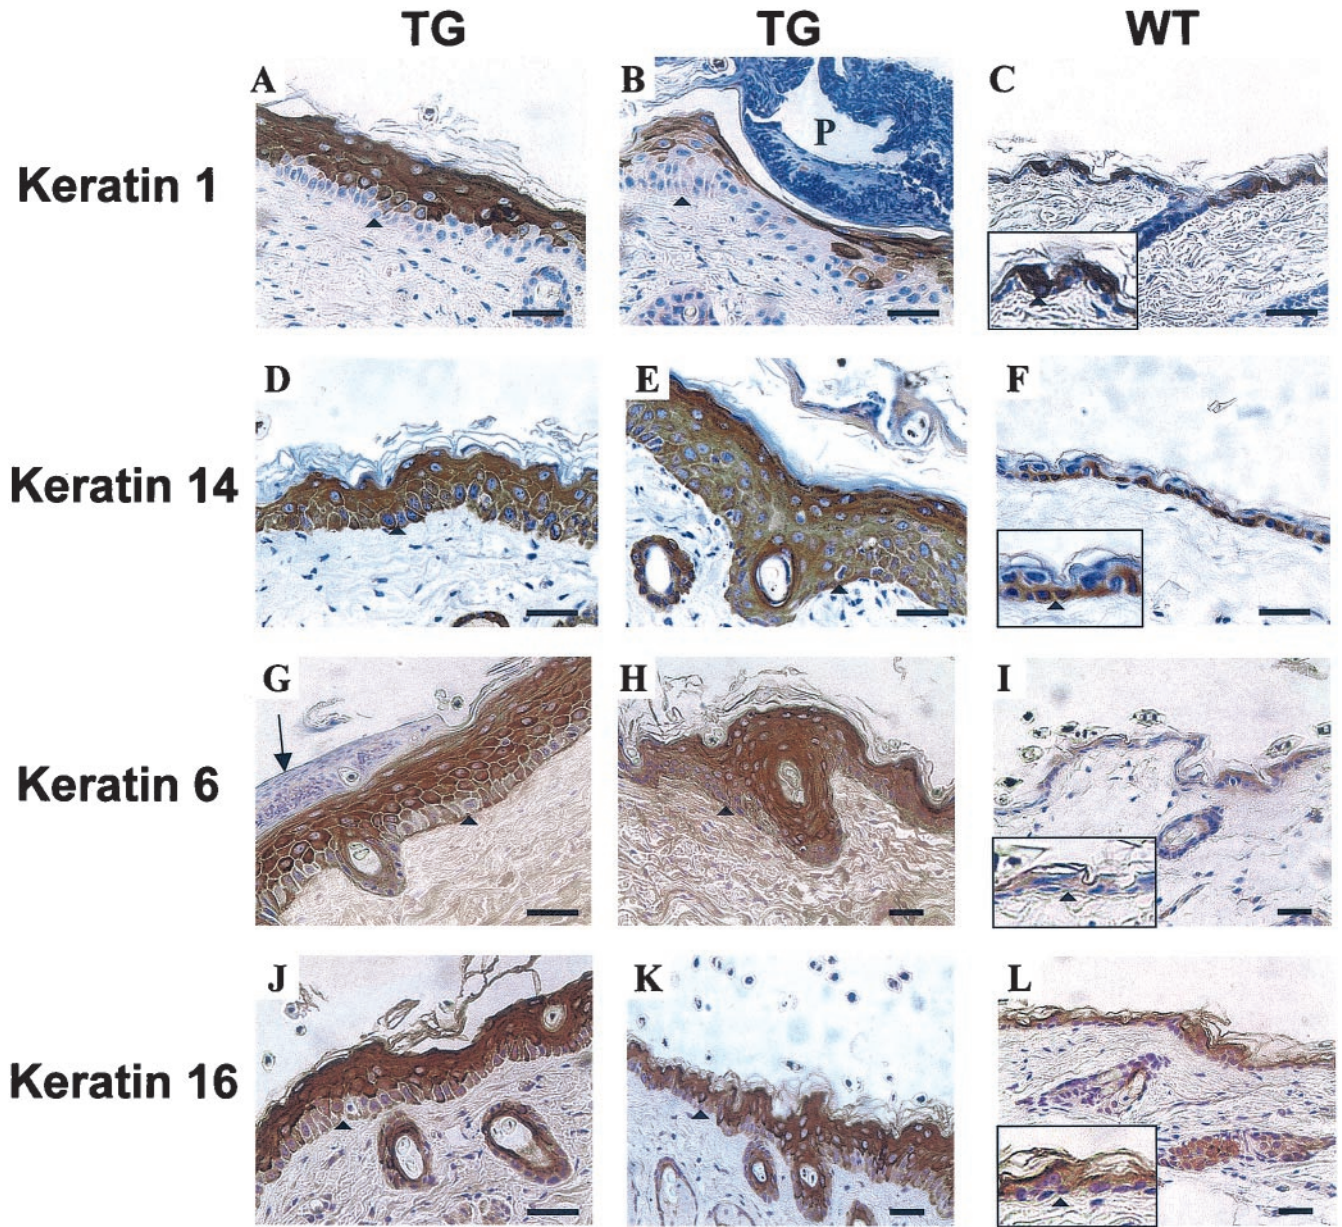 TG TG WT
Keratin 1 A B P C
Keratin 14 D E F
Keratin 6 G H I
Keratin 16 J K L